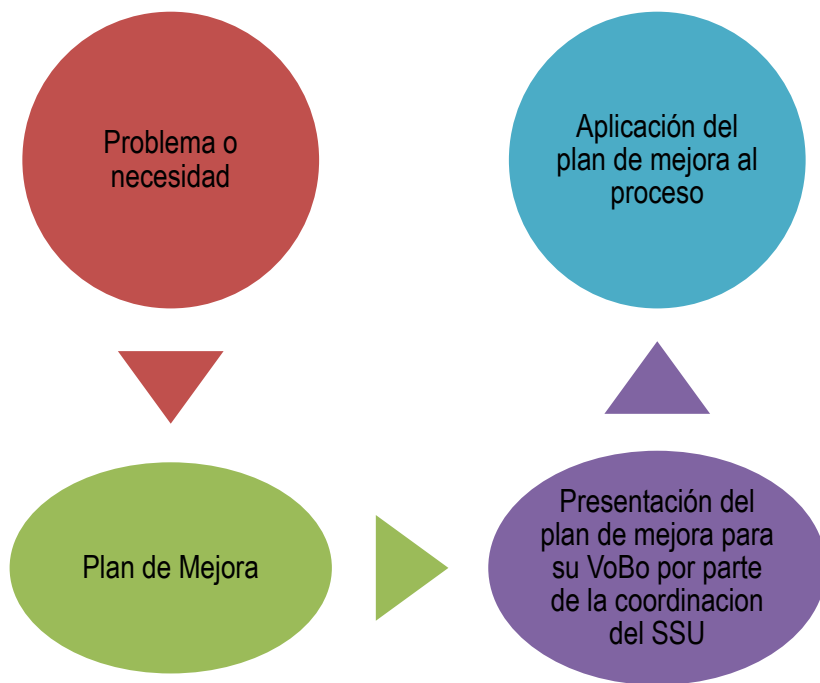 Problema o
necesidad
Plan de Mejora
Presentación del
plan de mejora para
su VoBo por parte
de la coordinacion
del SSU
Aplicación del
plan de mejora al
proceso